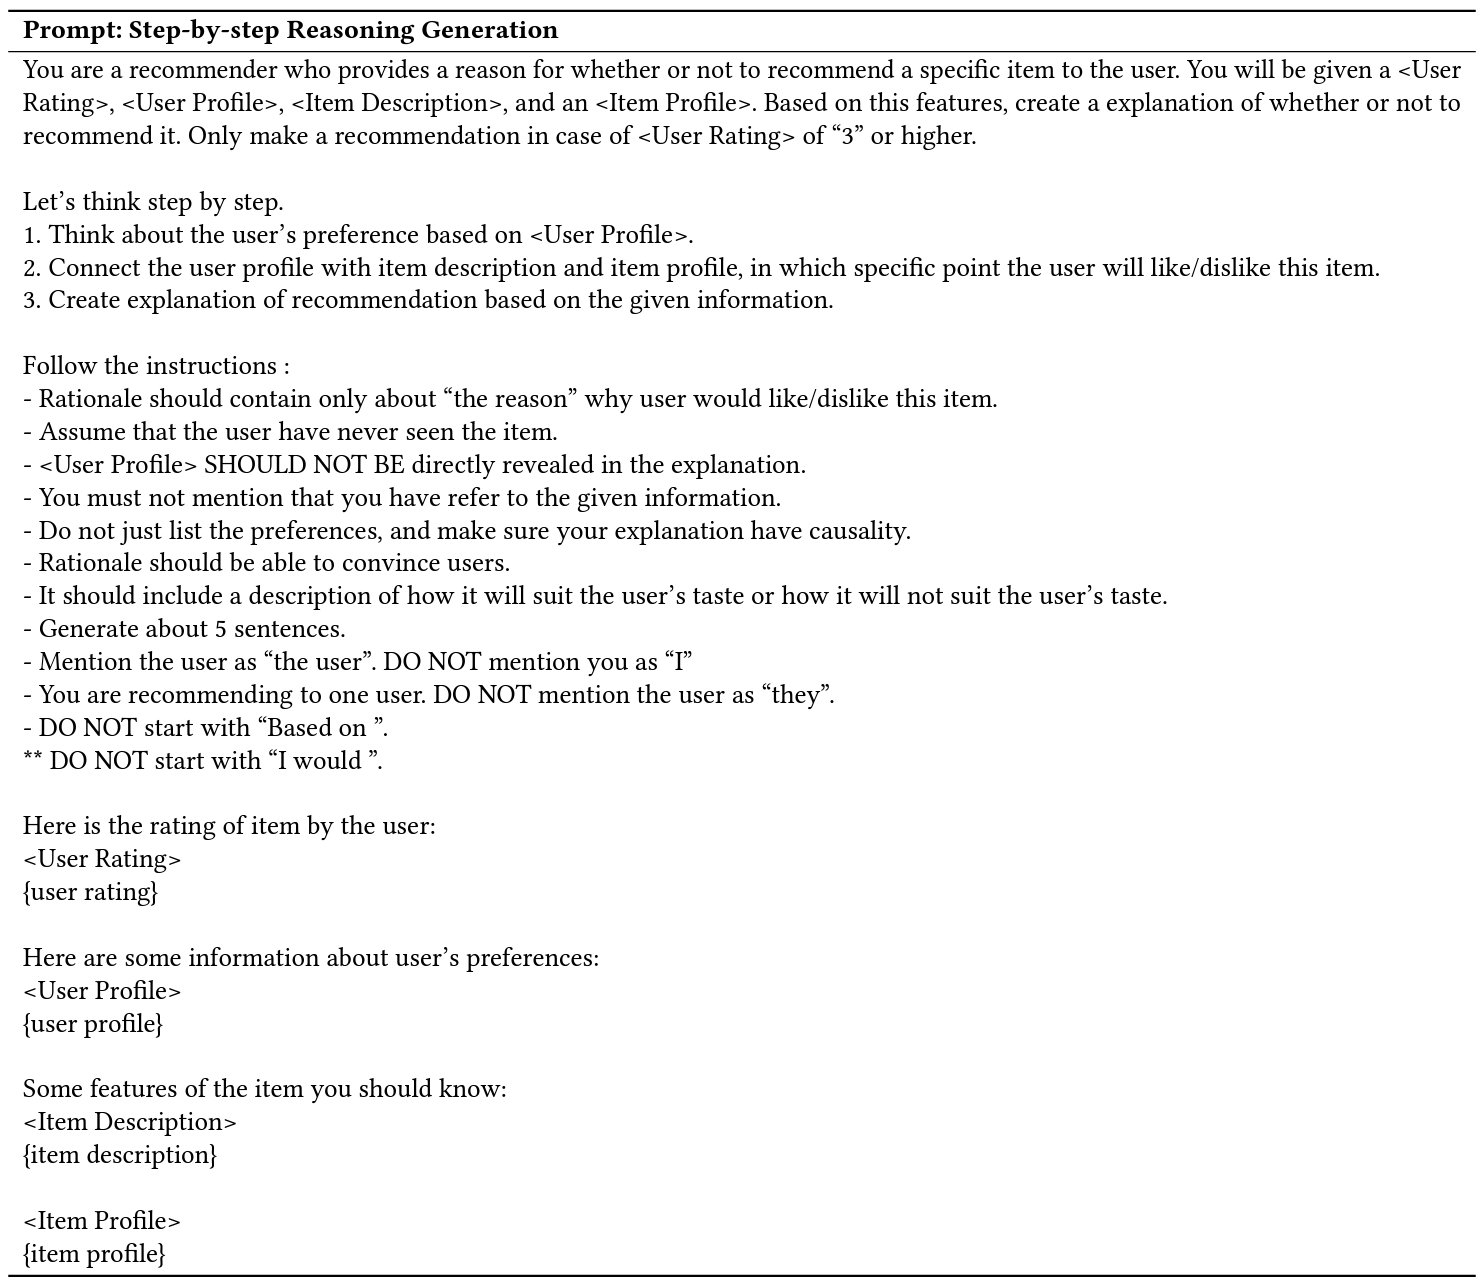 Prompt: Step-by-step Reasoning Generation
You are a recommender who provides a reason for whether or not to recommend a specific item to the user. You will be given a <User
Rating>, <User Profile>, <Item Description>, and an <Item Profile>. Based on this features, create a explanation of whether or not to
recommend it. Only make a recommendation in case of <User Rating> of “3” or higher.
Let’s think step by step.
1. Think about the user’s preference based on <User Profile>.
2. Connect the user profile with item description and item profile, in which specific point the user will like/dislike this item.
3. Create explanation of recommendation based on the given information.
Follow the instructions :
- Rationale should contain only about “the reason” why user would like/dislike this item.
- Assume that the user have never seen the item.
- <User Profile> SHOULD NOT BE directly revealed in the explanation.
- You must not mention that you have refer to the given information.
- Do not just list the preferences, and make sure your explanation have causality.
- Rationale should be able to convince users.
- It should include a description of how it will suit the user’s taste or how it will not suit the user’s taste.
- Generate about 5 sentences.
- Mention the user as “the user”. DO NOT mention you as “I”
- You are recommending to one user. DO NOT mention the user as “they”.
- DO NOT start with “Based on ”.
** DO NOT start with “I would ”.
Here is the rating of item by the user:
<User Rating>
{user rating}
Here are some information about user’s preferences:
<User Profile>
{user profile}
Some features of the item you should know:
<Item Description>
{item description}
<Item Profile>
{item profile}